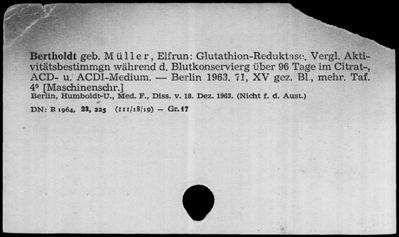 Bertholdt geb. Müller, Elfrun: Glutathion-Reduktase, Vergl. Akti-
vitätsbestimmgn während d. Blutkonservierg über 96 Tage im Citrat-,
ACD- u. ACDI-Medium. — Berlin 1963. 71, XV gez. Bl., mehr. Taf.
4° [Maschinenschr.]
Berlin, Humboldt-U., Med. F., Diss. v. 18. Dez. 1963. (Nicht f. d. Aust.)
DN: B 1964, 23, 225 (111/18/19) — Gr. 17